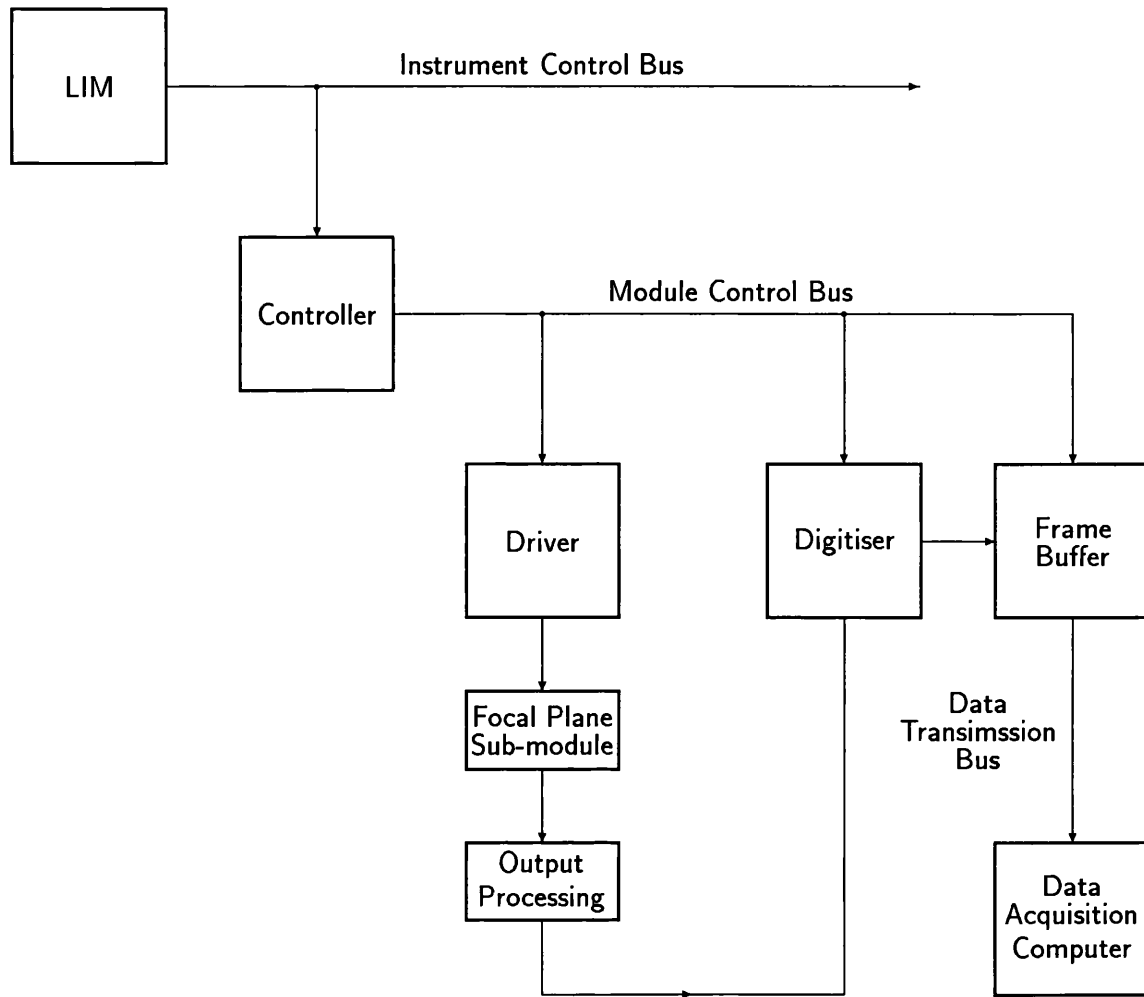 Instrument Control Bus
LIM
Module Control Bus
Controller
Driver
Digitiser
Frame
Buffer
Focal Plane
Sub-module
Data
Transimssion
Bus
Output
Processing
Data
Acquisition
Computer